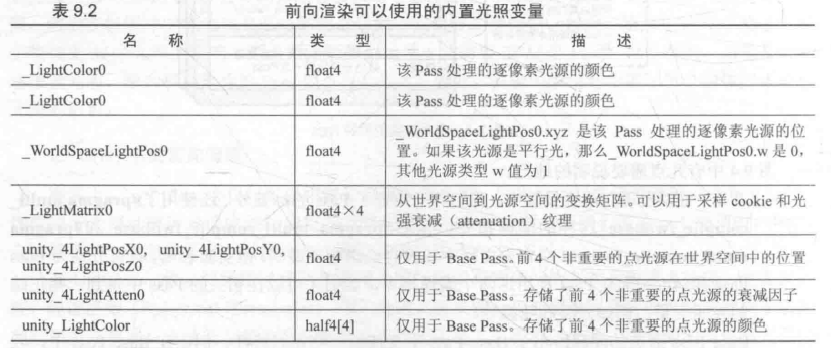 表 9.2 前向渲染可以使用的内置光照变量
名 称 类 型 描 述
_LightColor0 float4 该 Pass 处理的逐像素光源的颜色
_LightColor0 float4 该 Pass 处理的逐像素光源的颜色
_WorldSpaceLightPos0 float4 _WorldSpaceLightPos0.xyz 是该 Pass 处理的逐像素光源的位
置。如果该光源是平行光，那么_WorldSpaceLightPos0.w 是 0，
其他光源类型 w 值为 1
_LightMatrix0 float4×4 从世界空间到光源空间的变换矩阵。可以用于采样 cookie 和光
强衰减（attenuation）纹理
unity_4LightPosX0, unity_4LightPosY0,
unity_4LightPosZ0 float4 仅用于 Base Pass。前 4 个非重要的点光源在世界空间中的位置
unity_4LightAtten0 float4 仅用于 Base Pass。存储了前 4 个非重要的点光源的衰减因子
unity_LightColor half4[4] 仅用于 Base Pass。存储了前 4 个非重要的点光源的颜色